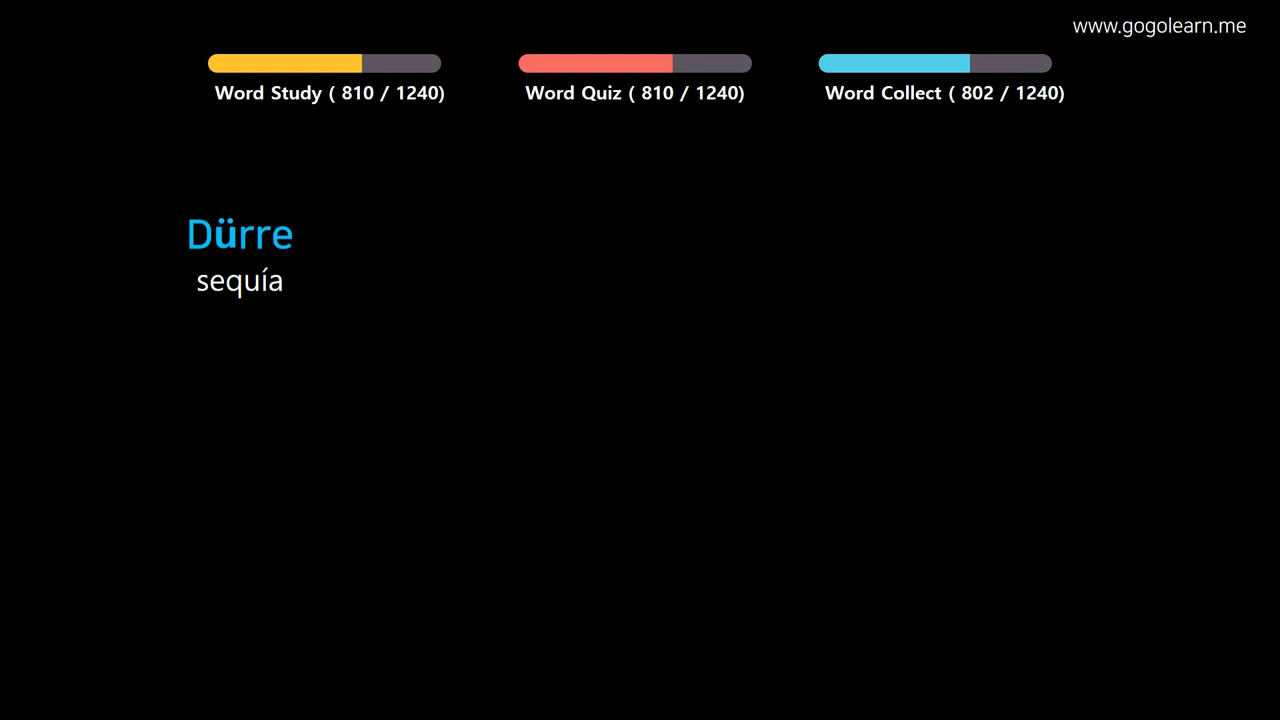 www.gogolearn.me
Word Study ( 810 / 1240)
Word Quiz ( 810 / 1240)
Word Collect ( 802 / 1240)
Dürre
sequía